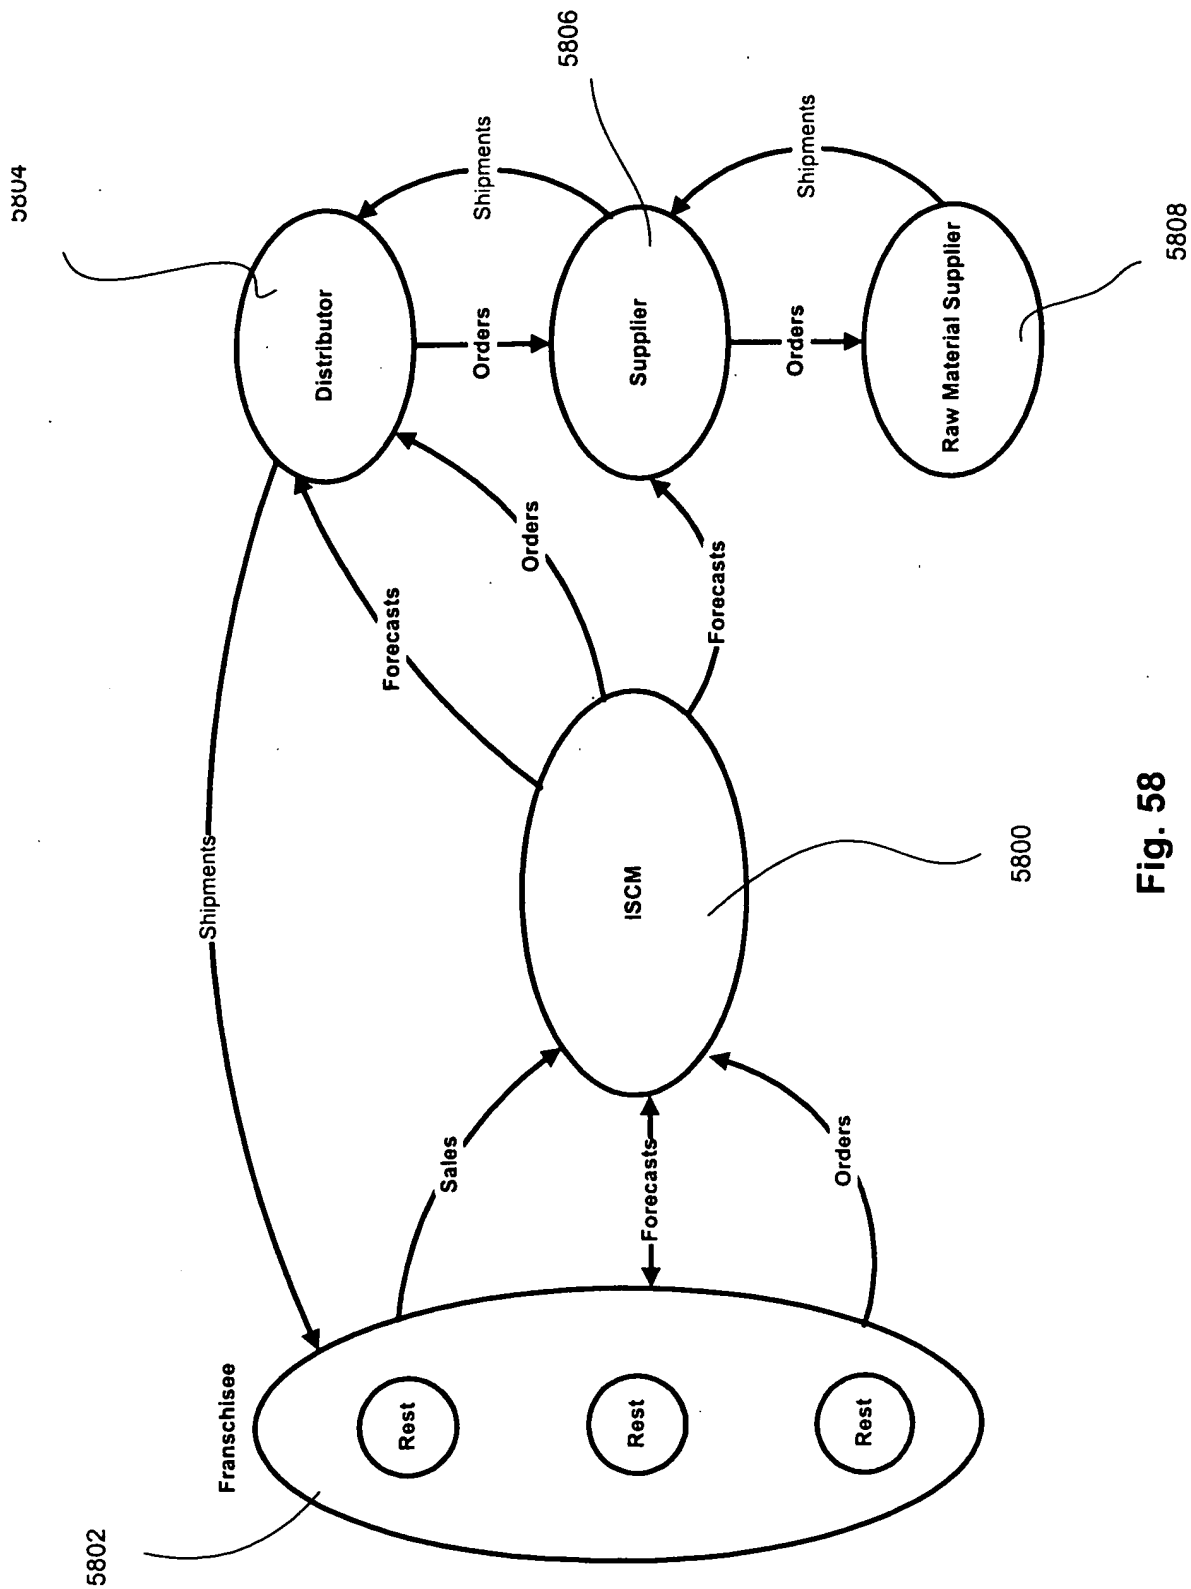 5802
Franschisee
Rest
Rest
Rest
Shipments
Sales
Forecasts
Orders
ISCM
5800
Forecasts
Orders
Forecasts
5804
Distributor
Orders
Shipments
5806
Supplier
Orders
Shipments
Raw Material Supplier
5808
Fig. 58